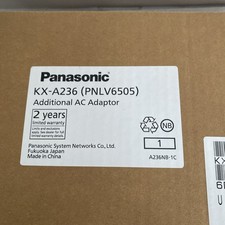 Panasonic
KX-A236 (PNLV6505)
Additional AC Adaptor
2 years
limited warranty
NB
1
Panasonic System Networks Co., Ltd.
Fukuoka Japan
Made in China
A236NB-1C
KX